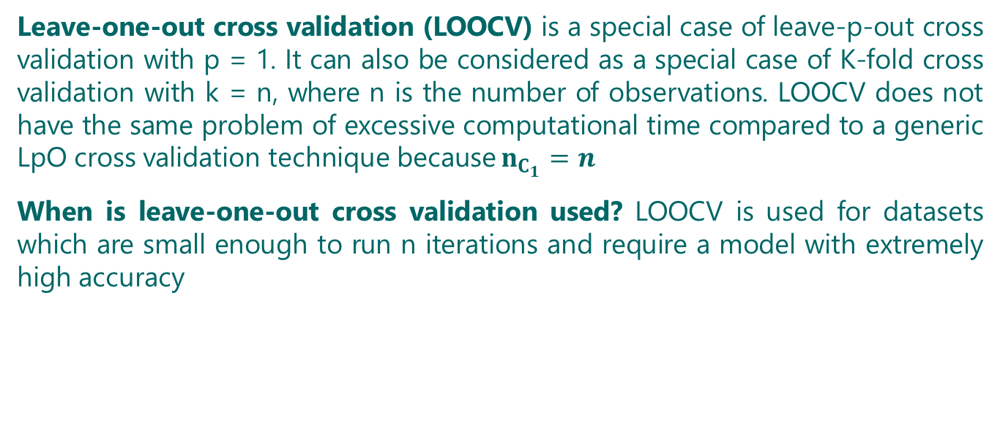 Leave-one-out cross validation (LOOCV) is a special case of leave-p-out cross
validation with p = 1. It can also be considered as a special case of K-fold cross
validation with k = n, where n is the number of observations. LOOCV does not
have the same problem of excessive computational time compared to a generic
LpO cross validation technique because n_{C_1} = n
When is leave-one-out cross validation used? LOOCV is used for datasets
which are small enough to run n iterations and require a model with extremely
high accuracy